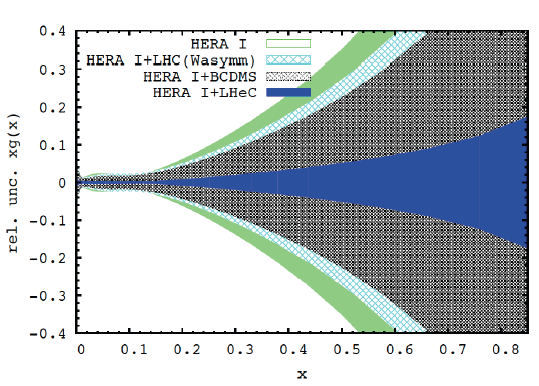 0.4
0.3
0.2
0.1
0
-0.1
-0.2
-0.3
-0.4
rel. unc. xg(x)
HERA I
HERA I+LHC(Wasymm)
HERA I+BCDMS
HERA I+LHeC
0 0.1 0.2 0.3 0.4 0.5 0.6 0.7 0.8
x